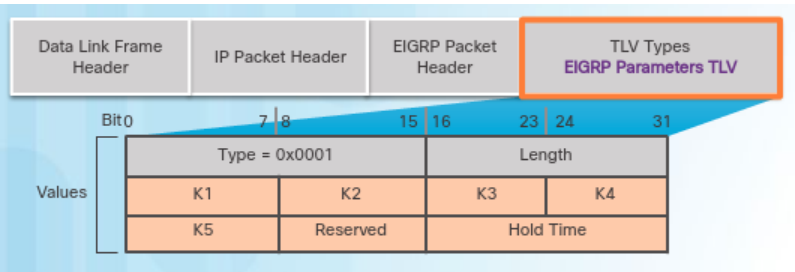 Data Link Frame
Header
IP Packet Header
EIGRP Packet
Header
TLV Types
EIGRP Parameters TLV
Bit 0 7 8 15 16 23 24 31
Type = 0x0001 Length
Values
K1 K2 K3 K4
K5 Reserved Hold Time